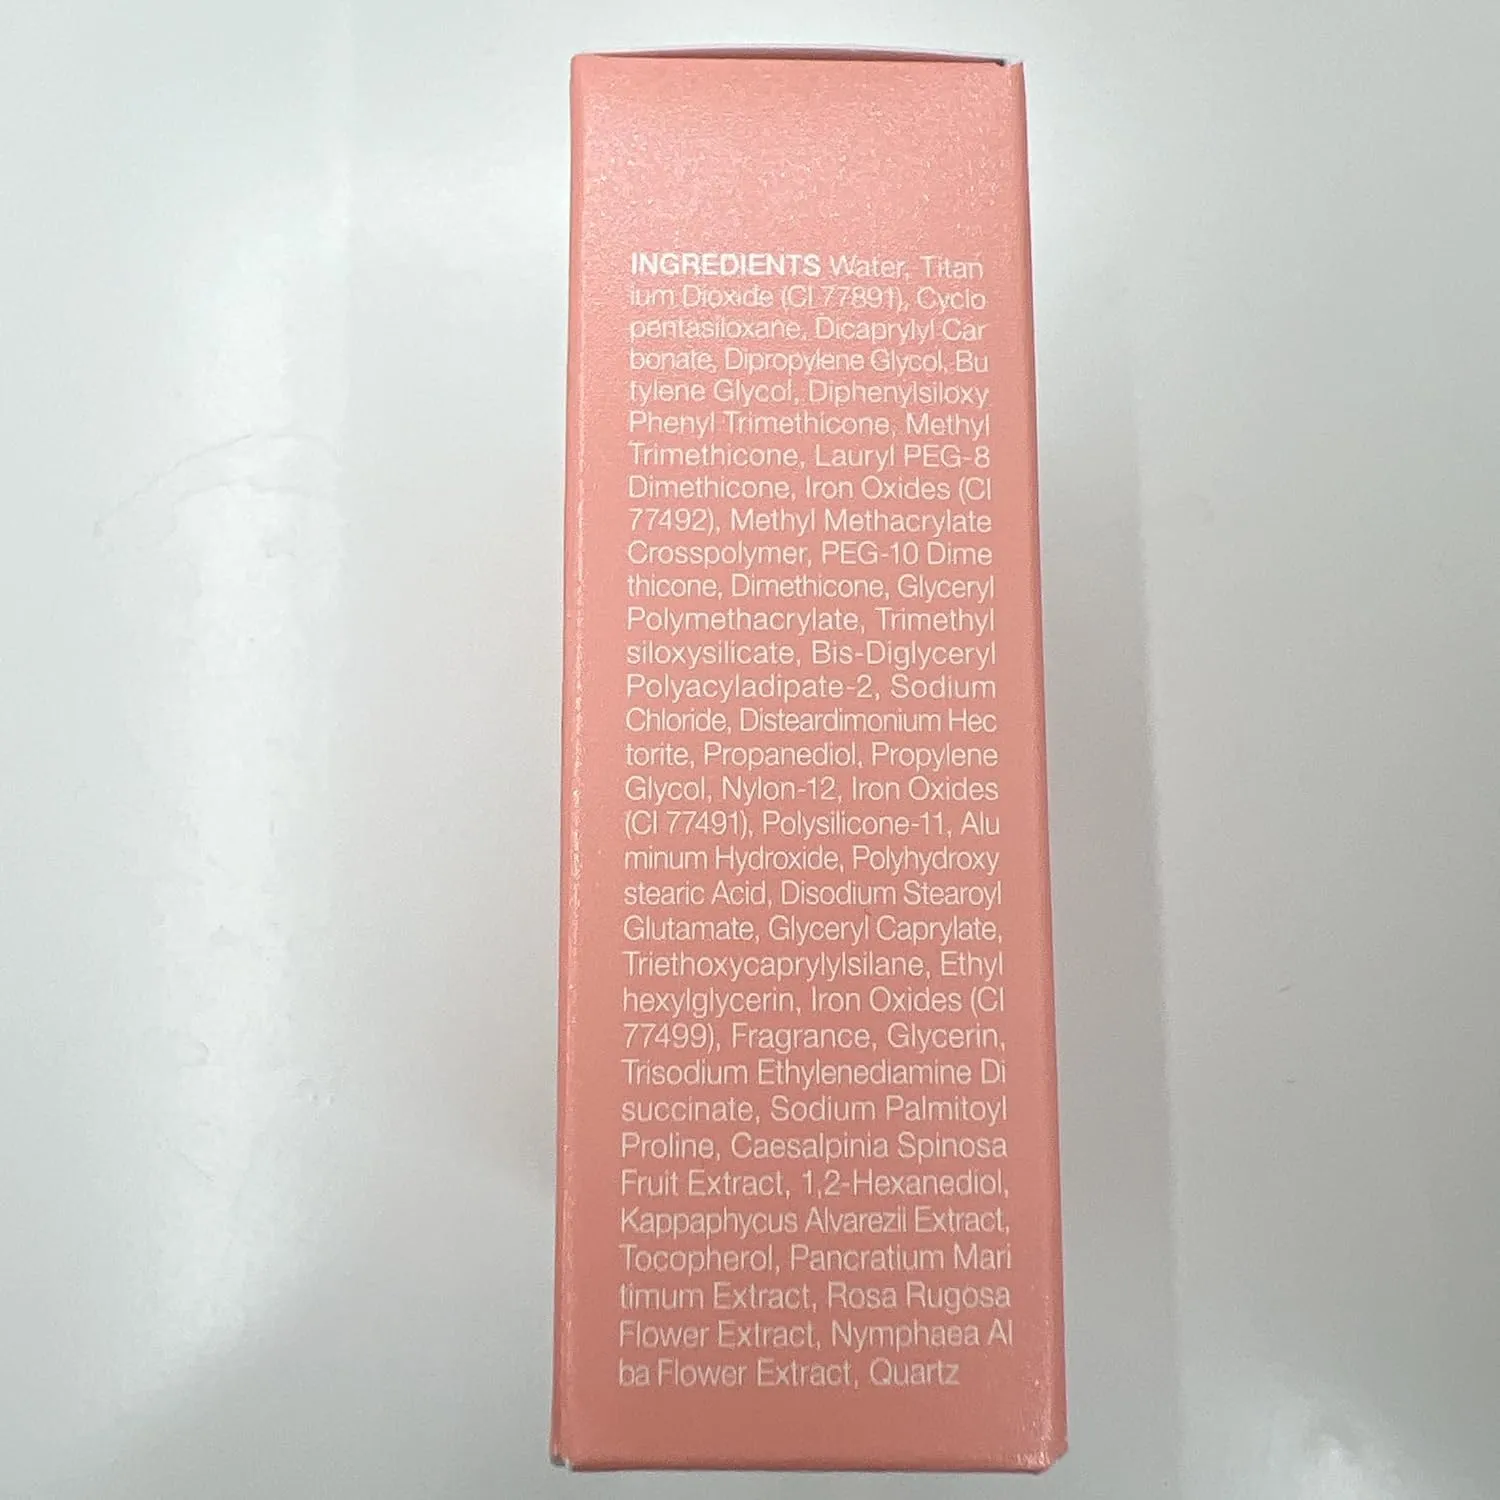 INGREDIENTS Water, Titan
ium Dioxide (CI 77891), Cyclo
pentasiloxane, Dicaprylyl Car
bonate, Dipropylene Glycol, Bu
tylene Glycol, Diphenylsiloxy
Phenyl Trimethicone, Methyl
Trimethicone, Lauryl PEG-8
Dimethicone, Iron Oxides (CI
77492), Methyl Methacrylate
Crosspolymer, PEG-10 Dime
thicone, Dimethicone, Glyceryl
Polymethacrylate, Trimethyl
siloxysilicate, Bis-Diglyceryl
Polyacyladipate-2, Sodium
Chloride, Disteardimonium Hec
torite, Propanediol, Propylene
Glycol, Nylon-12, Iron Oxides
(CI 77491), Polysilicone-11, Alu
minum Hydroxide, Polyhydroxy
stearic Acid, Disodium Stearoyl
Glutamate, Glyceryl Caprylate,
Triethoxycaprylylsilane, Ethyl
hexylglycerin, Iron Oxides (CI
77499), Fragrance, Glycerin,
Trisodium Ethylenediamine Di
succinate, Sodium Palmitoyl
Proline, Caesalpinia Spinosa
Fruit Extract, 1,2-Hexanediol,
Kappaphycus Alvarezii Extract,
Tocopherol, Pancratium Mari
timum Extract, Rosa Rugosa
Flower Extract, Nymphaea Al
ba Flower Extract, Quartz